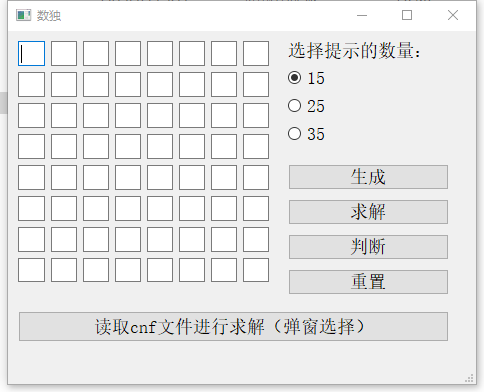 数独
选择提示的数量：
15
25
35
生成
求解
判断
重置
读取cnf文件进行求解（弹窗选择）